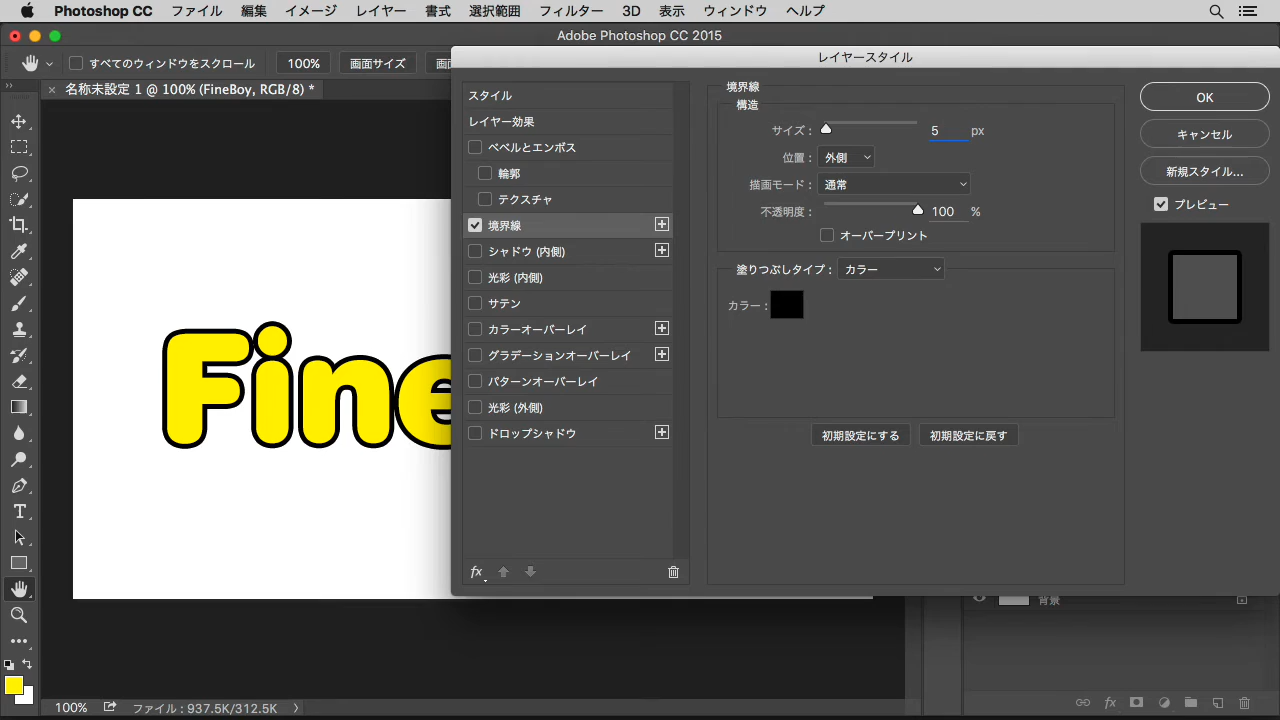 Photoshop CC ファイル 編集 イメージ レイヤー 書式 選択範囲 フィルター 3D 表示 ウィンドウ ヘルプ
Adobe Photoshop CC 2015
すべてのウィンドウをスクロール 100% 画面サイズ 画面
レイヤースタイル
名称未設定 1 @ 100% (FineBoy, RGB/8) *
スタイル
レイヤー効果
ベベルとエンボス
輪郭
テクスチャ
境界線
シャドウ (内側)
光彩 (内側)
サテン
カラーオーバーレイ
グラデーションオーバーレイ
パターンオーバーレイ
光彩 (外側)
ドロップシャドウ
fx
境界線
構造
サイズ : 5 px
位置 : 外側
描画モード : 通常
不透明度 : 100 %
オーバープリント
塗りつぶしタイプ : カラー
カラー :
初期設定にする 初期設定に戻す
OK
キャンセル
新規スタイル...
プレビュー
Fine
背景
fx
100% ファイル : 937.5K/312.5K